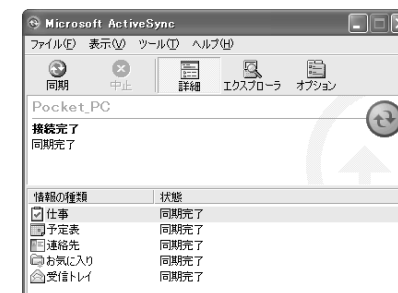 Microsoft ActiveSync
ファイル(F) 表示(V) ツール(T) ヘルプ(H)
同期 中止 詳細 エクスプローラ オプション
Pocket_PC
接続完了
同期完了
情報の種類 状態
仕事 同期完了
予定表 同期完了
連絡先 同期完了
お気に入り 同期完了
受信トレイ 同期完了